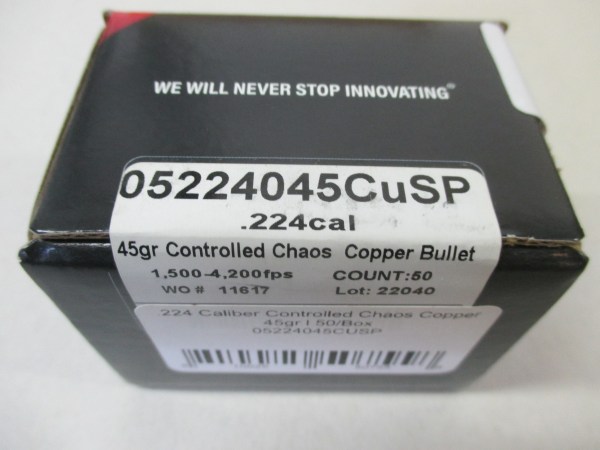 WE WILL NEVER STOP INNOVATING®
05224045CuSP
.224cal
45gr Controlled Chaos Copper Bullet
1,500-4,200fps COUNT:50
WO# 11617 Lot: 22040
.224 Caliber Controlled Chaos Copper
45gr | 50/Box
05224045CUSP